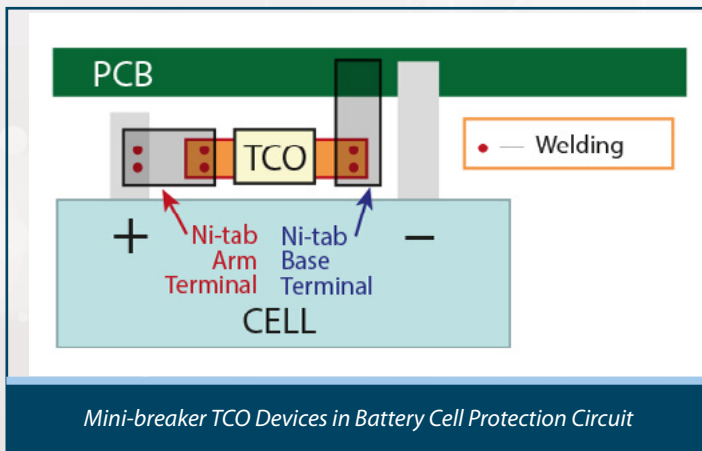 PCB
TCO
— Welding
+
Ni-tab
Arm
Terminal
Ni-tab
Base
Terminal
−
CELL
Mini-breaker TCO Devices in Battery Cell Protection Circuit